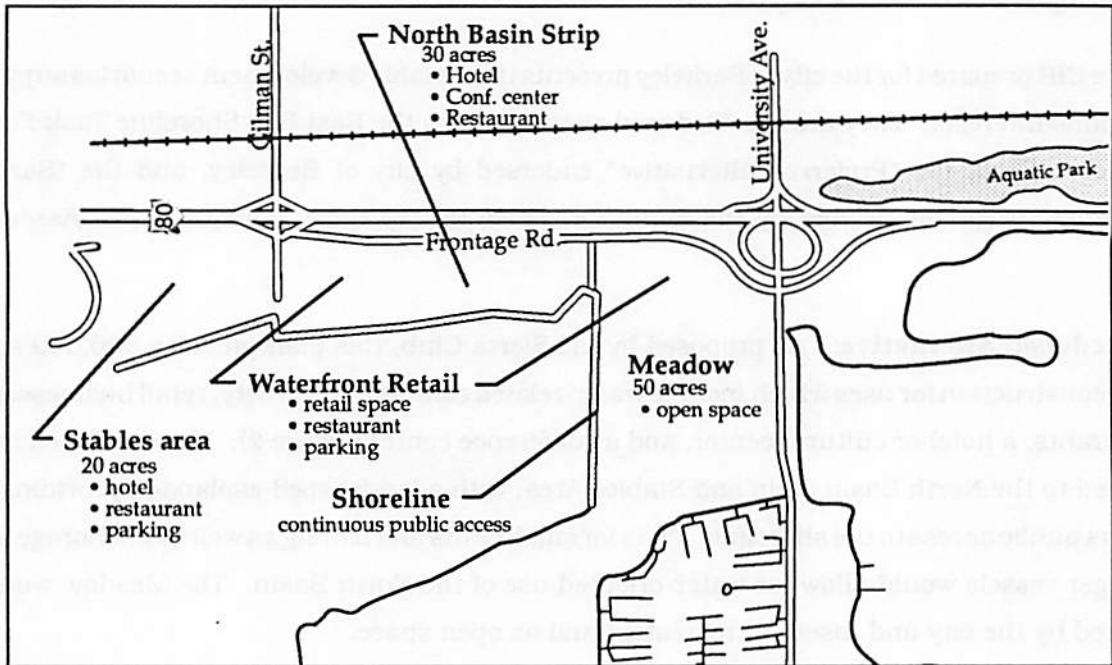 North Basin Strip
30 acres
• Hotel
• Conf. center
• Restaurant
Gilman St.
University Ave.
Aquatic Park
80
Frontage Rd.
Waterfront Retail
• retail space
• restaurant
• parking
Meadow
50 acres
• open space
Stables area
20 acres
• hotel
• restaurant
• parking
Shoreline
continuous public access